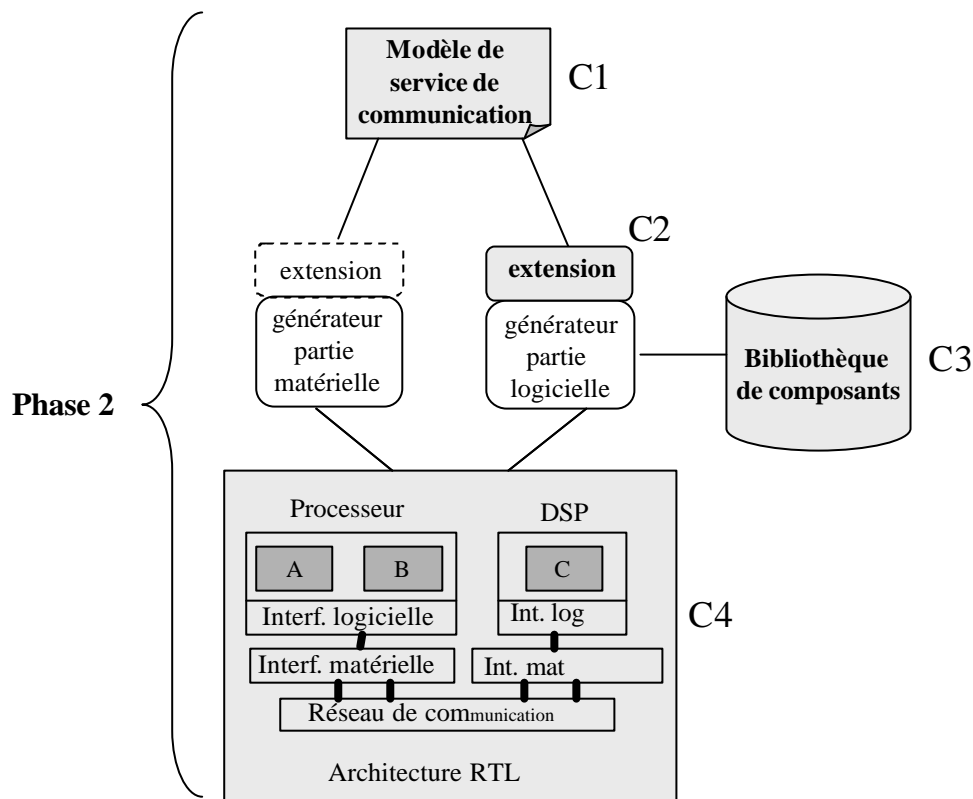 Modèle de
service de
communication
C1
C2
extension
extension
générateur
partie
matérielle
générateur
partie
logicielle
Bibliothèque
de composants
C3
Phase 2
Processeur
DSP
A
B
C
Interf. logicielle
Int. log
C4
Interf. matérielle
Int. mat
Réseau de communication
Architecture RTL